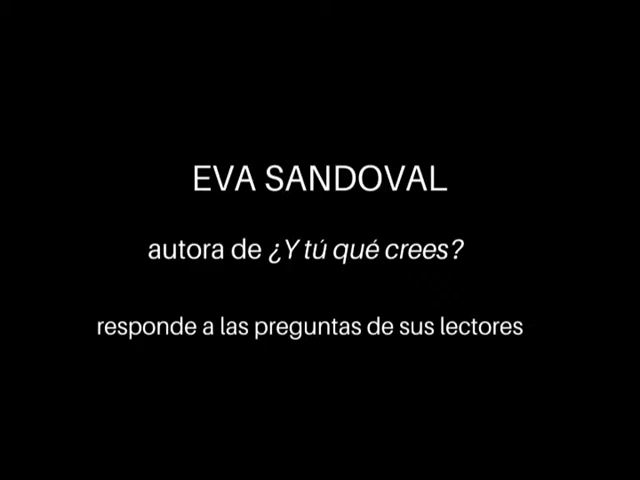 EVA SANDOVAL
autora de ¿Y tú qué crees?
responde a las preguntas de sus lectores